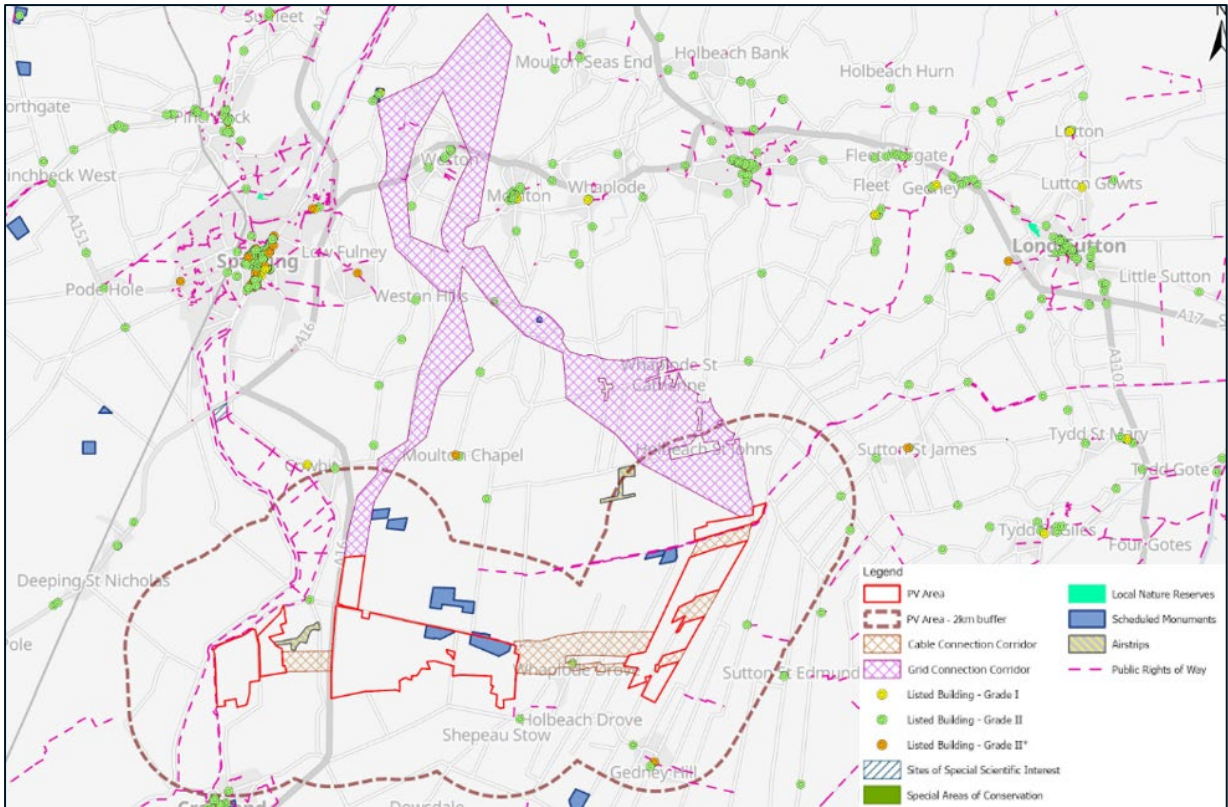 N
Surfleet
A16
Moulton Seas End
Holbeach Bank
Holbeach Hurn
orthgate
Pinchbeck
Lutton
Weston
Fleet Hargate
inchbeck West
Moulton
Whaplode
Fleet
Gedney
Lutton Gowts
A151
Low Fulney
Long Sutton
Spalding
Pode Hole
Weston Hills
Little Sutton
A16
A17
Whaplode St
Catherine
A1101
Tydd St Mary
Cowbit
Moulton Chapel
Holbeach St Johns
Sutton St James
Tydd Gote
Tydd St Giles
Four Gotes
A16
Deeping St Nicholas
Pole
Whaplode Drove
Sutton St Edmund
Holbeach Drove
Shepeau Stow
Gedney Hill
Crowland
Dowsdale
Legend
PV Area
PV Area - 2km buffer
Cable Connection Corridor
Grid Connection Corridor
Listed Building - Grade I
Listed Building - Grade II
Listed Building - Grade II*
Sites of Special Scientific Interest
Special Areas of Conservation
Local Nature Reserves
Scheduled Monuments
Airstrips
Public Rights of Way